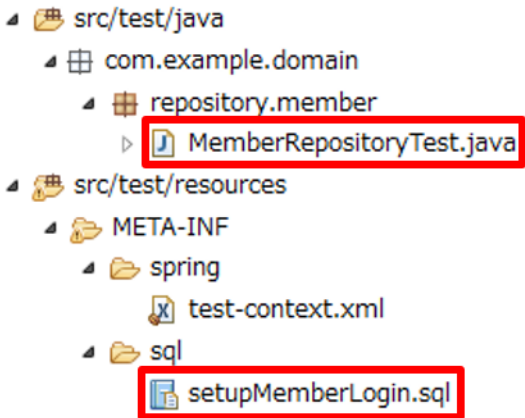 src/test/java
com.example.domain
repository.member
MemberRepositoryTest.java
src/test/resources
META-INF
spring
test-context.xml
sql
setupMemberLogin.sql